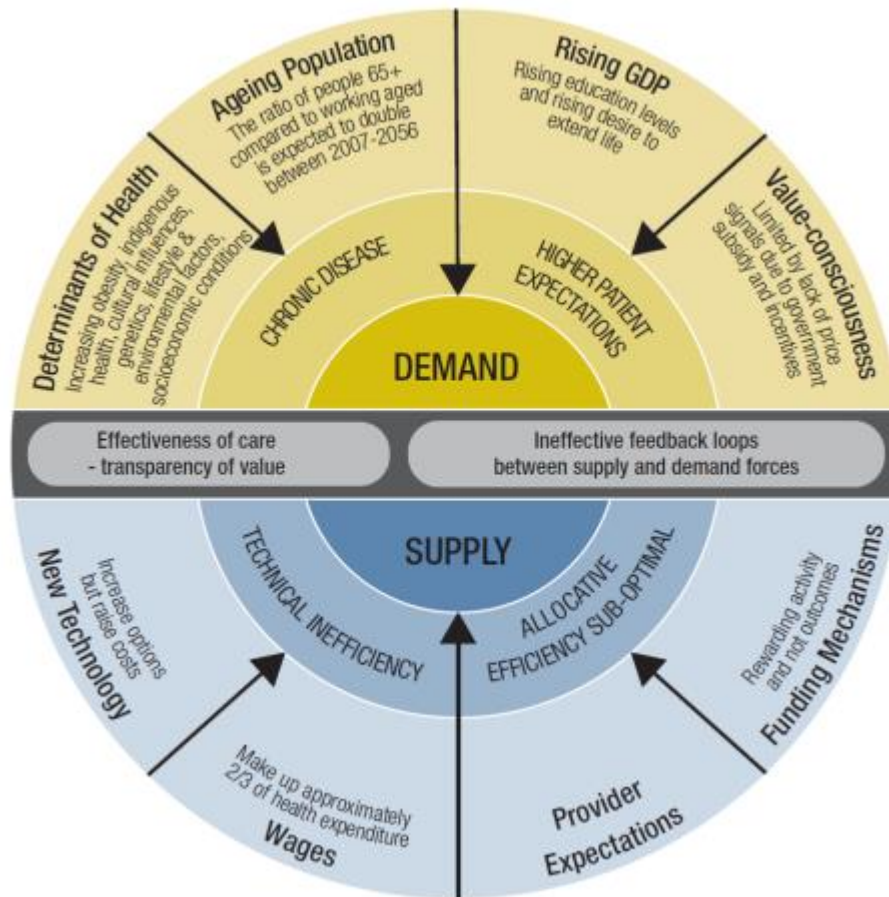 Determinants of Health
Increasing obesity, indigenous
health, cultural influences,
genetics, lifestyle &
environmental factors,
socioeconomic conditions
Ageing Population
The ratio of people 65+
compared to working aged
is expected to double
between 2007-2056
Rising GDP
Rising education levels
and rising desire to
extend life
Value-consciousness
Limited by lack of price
signals due to government
subsidy and incentives
CHRONIC DISEASE
HIGHER PATIENT
EXPECTATIONS
DEMAND
Effectiveness of care
- transparency of value
Ineffective feedback loops
between supply and demand forces
SUPPLY
TECHNICAL INEFFICIENCY
ALLOCATIVE
EFFICIENCY SUB-OPTIMAL
Increase options
but raise costs
New Technology
Make up approximately
2/3 of health expenditure
Wages
Provider
Expectations
Rewarding activity
and not outcomes
Funding Mechanisms